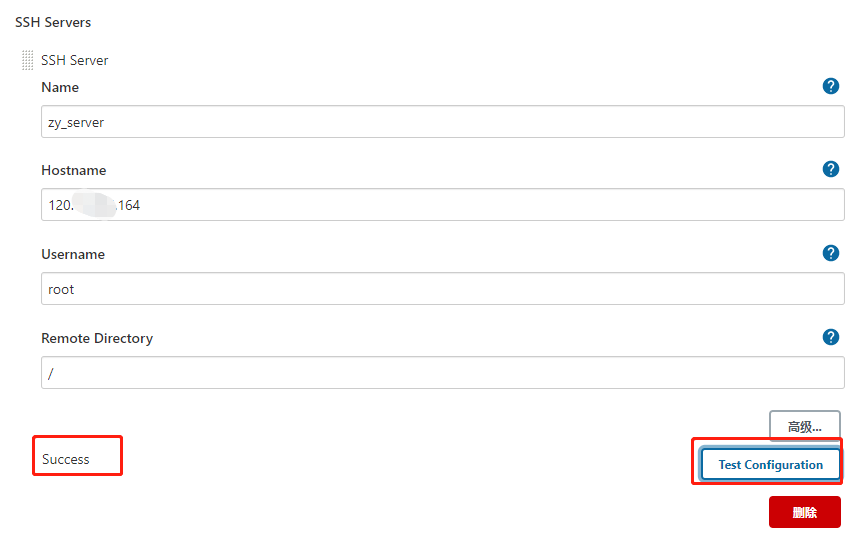 SSH Servers
SSH Server
Name
?
zy_server
Hostname
?
120. .164
Username
?
root
Remote Directory
?
/
高级...
Success
Test Configuration
删除